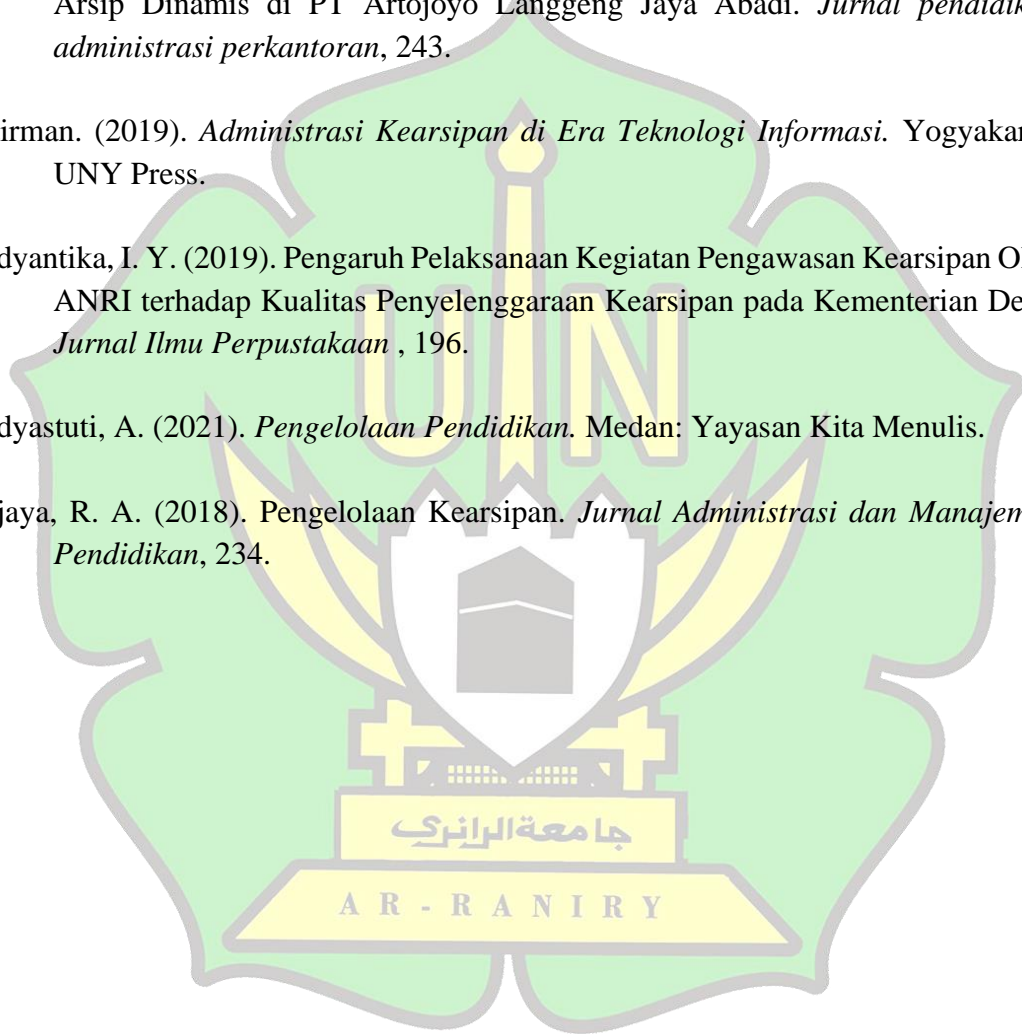 Arsip Dinamis di PT Artojoyo Langgeng Jaya Abadi. Jurnal pendidik
administrasi perkantoran, 243.
irman. (2019). Administrasi Kearsipan di Era Teknologi Informasi. Yogyakar
UNY Press.
dyantika, I. Y. (2019). Pengaruh Pelaksanaan Kegiatan Pengawasan Kearsipan Ol
ANRI terhadap Kualitas Penyelenggaraan Kearsipan pada Kementerian De
Jurnal Ilmu Perpustakaan , 196.
dyastuti, A. (2021). Pengelolaan Pendidikan. Medan: Yayasan Kita Menulis.
jaya, R. A. (2018). Pengelolaan Kearsipan. Jurnal Administrasi dan Manajem
Pendidikan, 234.
UIN
جامعة الرانري
AR-RANIRY